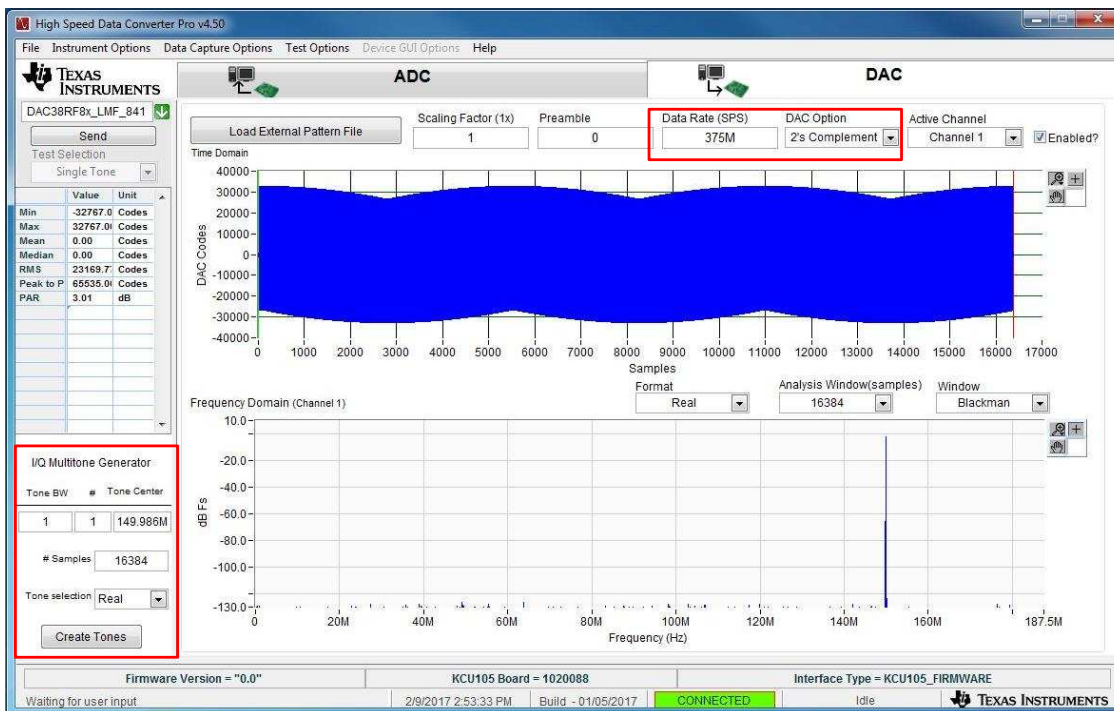 High Speed Data Converter Pro v4.50
File Instrument Options Data Capture Options Test Options Device GUI Options Help
TEXAS INSTRUMENTS
ADC
DAC
DAC38RF8x_LMF_841
Send
Test Selection
Single Tone
Value Unit
Min -32767.0 Codes
Max 32767.0 Codes
Mean 0.00 Codes
Median 0.00 Codes
RMS 23169.7 Codes
Peak to P 65535.0 Codes
PAR 3.01 dB
Load External Pattern File
Scaling Factor (1x)
1
Preamble
0
Data Rate (SPS)
375M
DAC Option
2's Complement
Active Channel
Channel 1
Enabled?
Time Domain
DAC Codes
40000
30000
20000
10000
0
-10000
-20000
-30000
-40000
0 1000 2000 3000 4000 5000 6000 7000 8000 9000 10000 11000 12000 13000 14000 15000 16000 17000
Samples
Format
Real
Analysis Window(samples)
16384
Window
Blackman
Frequency Domain (Channel 1)
dB Fs
10.0
-20.0
-40.0
-60.0
-80.0
-100.0
-130.0
0 20M 40M 60M 80M 100M 120M 140M 160M 187.5M
Frequency (Hz)
I/Q Multitone Generator
Tone BW # Tone Center
1 1 149.986M
# Samples 16384
Tone selection Real
Create Tones
Firmware Version = "0.0"
KCU105 Board = 1020088
Interface Type = KCU105_FIRMWARE
Waiting for user input
2/9/2017 2:53:33 PM
Build - 01/05/2017
CONNECTED
Idle
TEXAS INSTRUMENTS